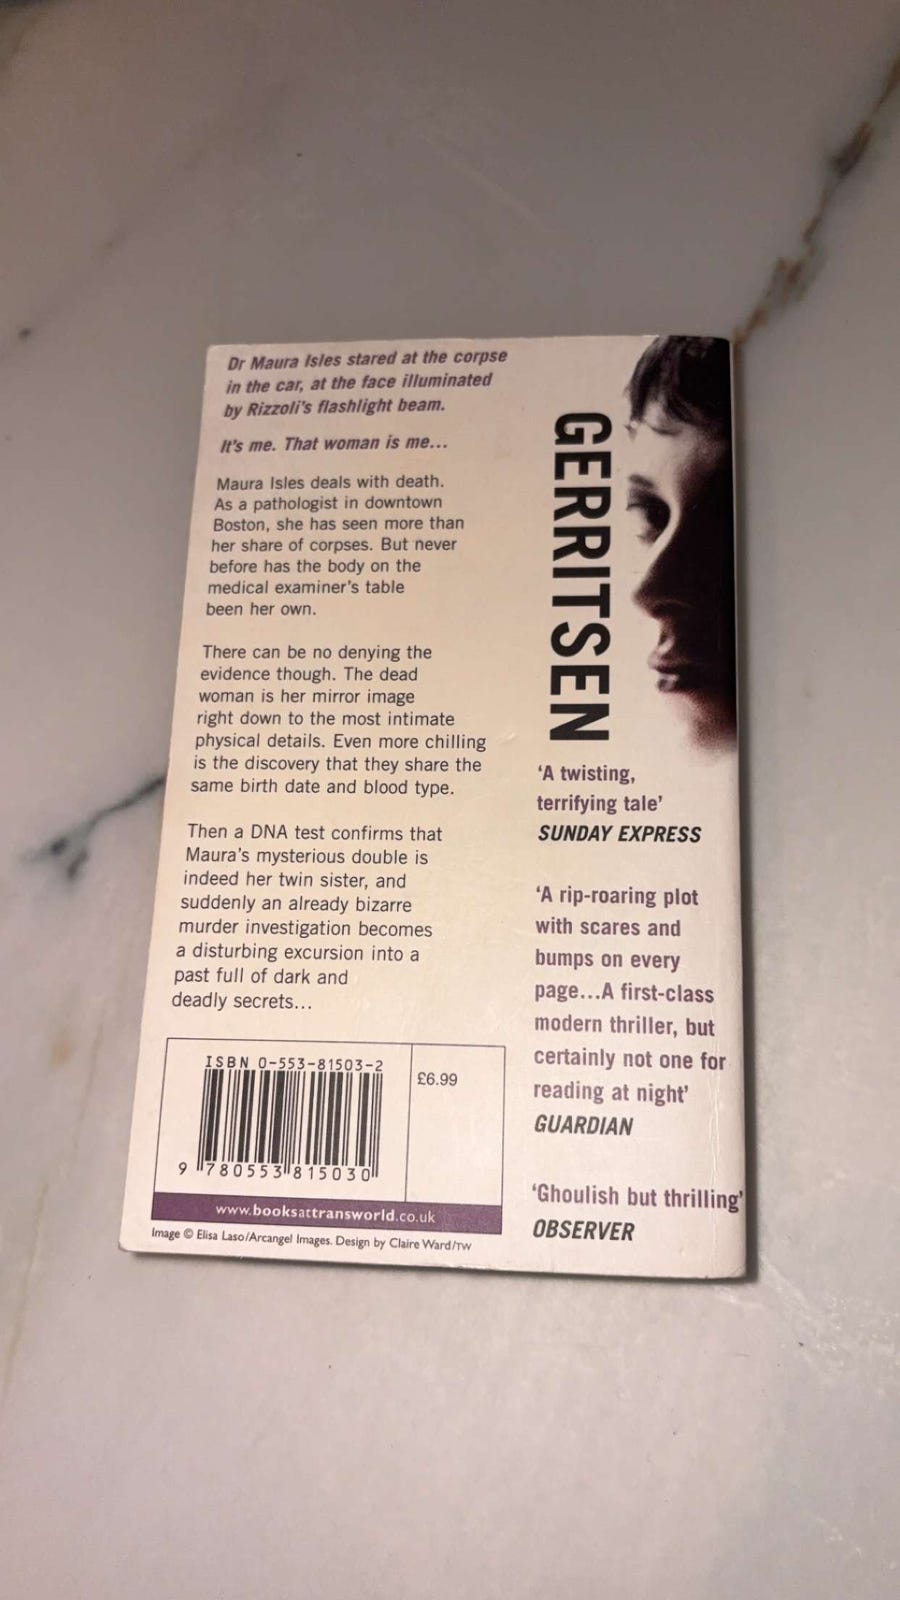 Dr Maura Isles stared at the corpse
in the car, at the face illuminated
by Rizzoli's flashlight beam.
It's me. That woman is me...
Maura Isles deals with death.
As a pathologist in downtown
Boston, she has seen more than
her share of corpses. But never
before has the body on the
medical examiner's table
been her own.
There can be no denying the
evidence though. The dead
woman is her mirror image
right down to the most intimate
physical details. Even more chilling
is the discovery that they share the
same birth date and blood type.
Then a DNA test confirms that
Maura's mysterious double is
indeed her twin sister, and
suddenly an already bizarre
murder investigation becomes
a disturbing excursion into a
past full of dark and
deadly secrets...
GERRITSEN
'A twisting,
terrifying tale'
SUNDAY EXPRESS
'A rip-roaring plot
with scares and
bumps on every
page...A first-class
modern thriller, but
certainly not one for
reading at night'
GUARDIAN
'Ghoulish but thrilling'
OBSERVER
ISBN 0-553-81503-2
£6.99
9 780553 815030
www.booksattransworld.co.uk
Image © Elisa Laso/Arcangel Images. Design by Claire Ward/TW